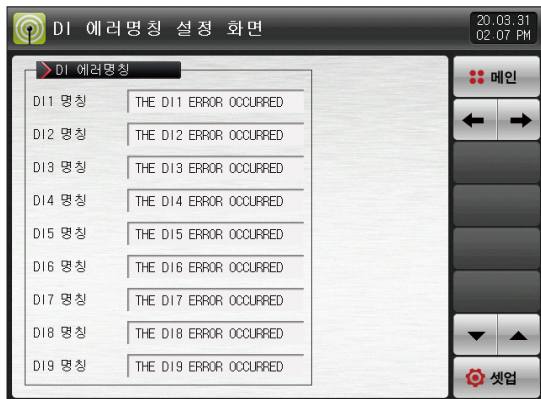 DI 에러명칭 설정 화면
20.03.31
02:07 PM
DI 에러명칭
DI1 명칭 THE DI1 ERROR OCCURRED
DI2 명칭 THE DI2 ERROR OCCURRED
DI3 명칭 THE DI3 ERROR OCCURRED
DI4 명칭 THE DI4 ERROR OCCURRED
DI5 명칭 THE DI5 ERROR OCCURRED
DI6 명칭 THE DI6 ERROR OCCURRED
DI7 명칭 THE DI7 ERROR OCCURRED
DI8 명칭 THE DI8 ERROR OCCURRED
DI9 명칭 THE DI9 ERROR OCCURRED
메인
셋업